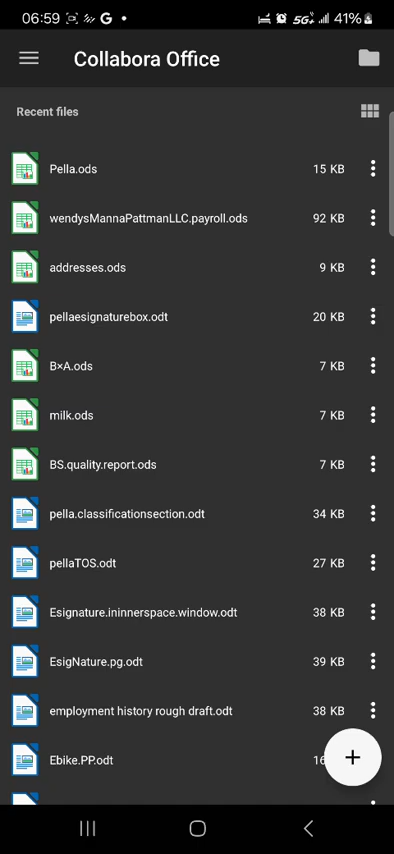 06:59 G 5G+ 41%
Collabora Office
Recent files
Pella.ods 15 KB
wendysMannaPattmanLLC.payroll.ods 92 KB
addresses.ods 9 KB
pellaesignaturebox.odt 20 KB
B×A.ods 7 KB
milk.ods 7 KB
BS.quality.report.ods 7 KB
pella.classificationsection.odt 34 KB
pellaTOS.odt 27 KB
Esignature.ininnerspace.window.odt 38 KB
EsigNature.pg.odt 39 KB
employment history rough draft.odt 38 KB
Ebike.PP.odt